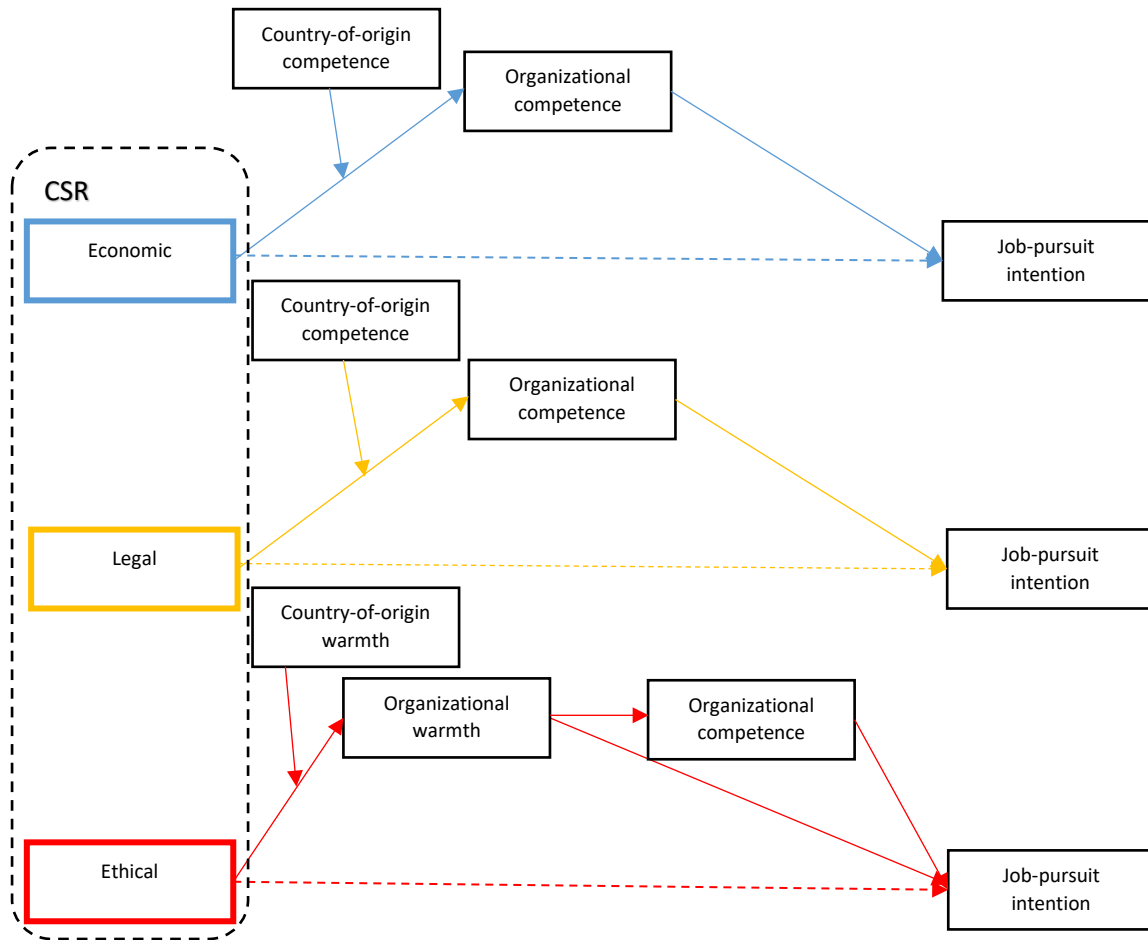 Country-of-origin
competence
Organizational
competence
CSR
Economic
Job-pursuit
intention
Country-of-origin
competence
Organizational
competence
Legal
Job-pursuit
intention
Country-of-origin
warmth
Organizational
warmth
Organizational
competence
Ethical
Job-pursuit
intention